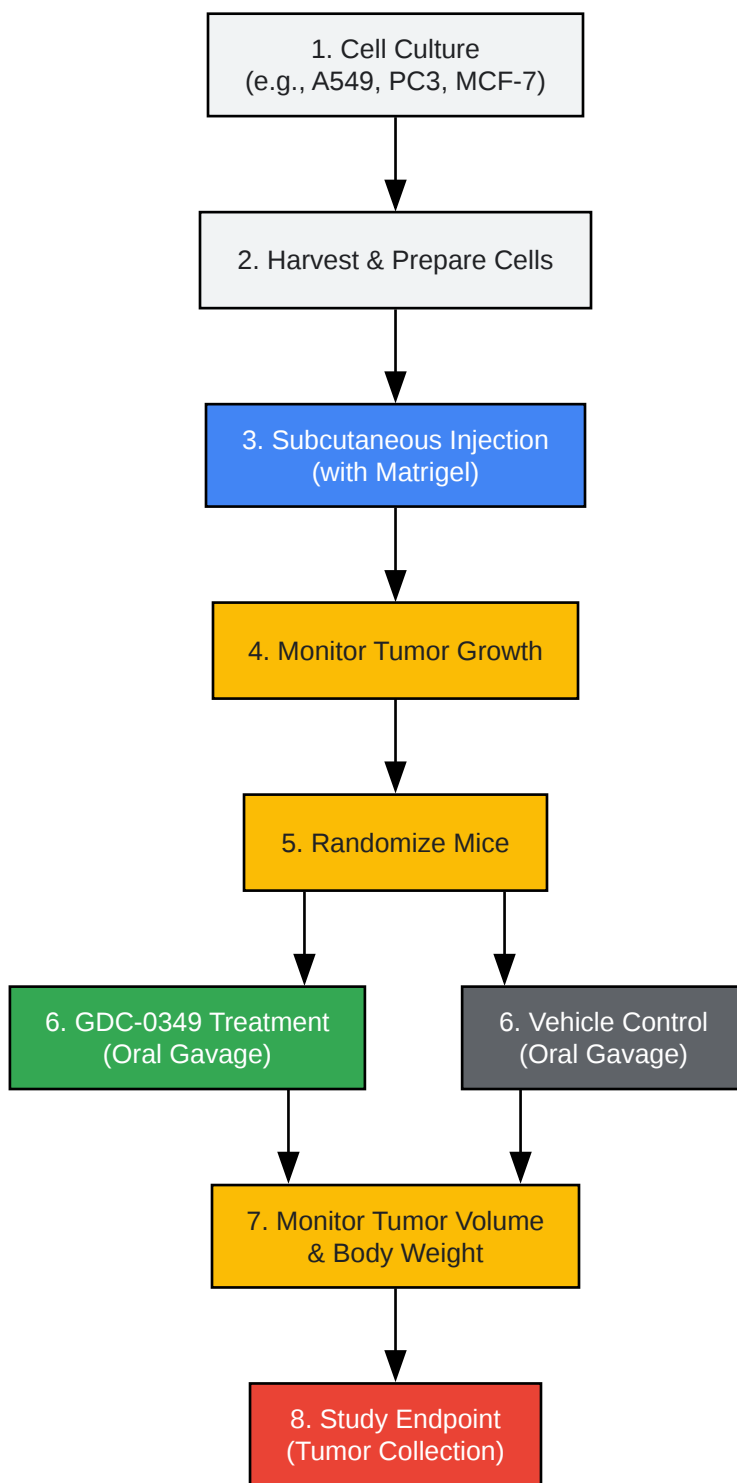 1. Cell Culture
(e.g., A549, PC3, MCF-7)
2. Harvest & Prepare Cells
3. Subcutaneous Injection
(with Matrigel)
4. Monitor Tumor Growth
5. Randomize Mice
6. GDC-0349 Treatment
(Oral Gavage)
6. Vehicle Control
(Oral Gavage)
7. Monitor Tumor Volume
& Body Weight
8. Study Endpoint
(Tumor Collection)